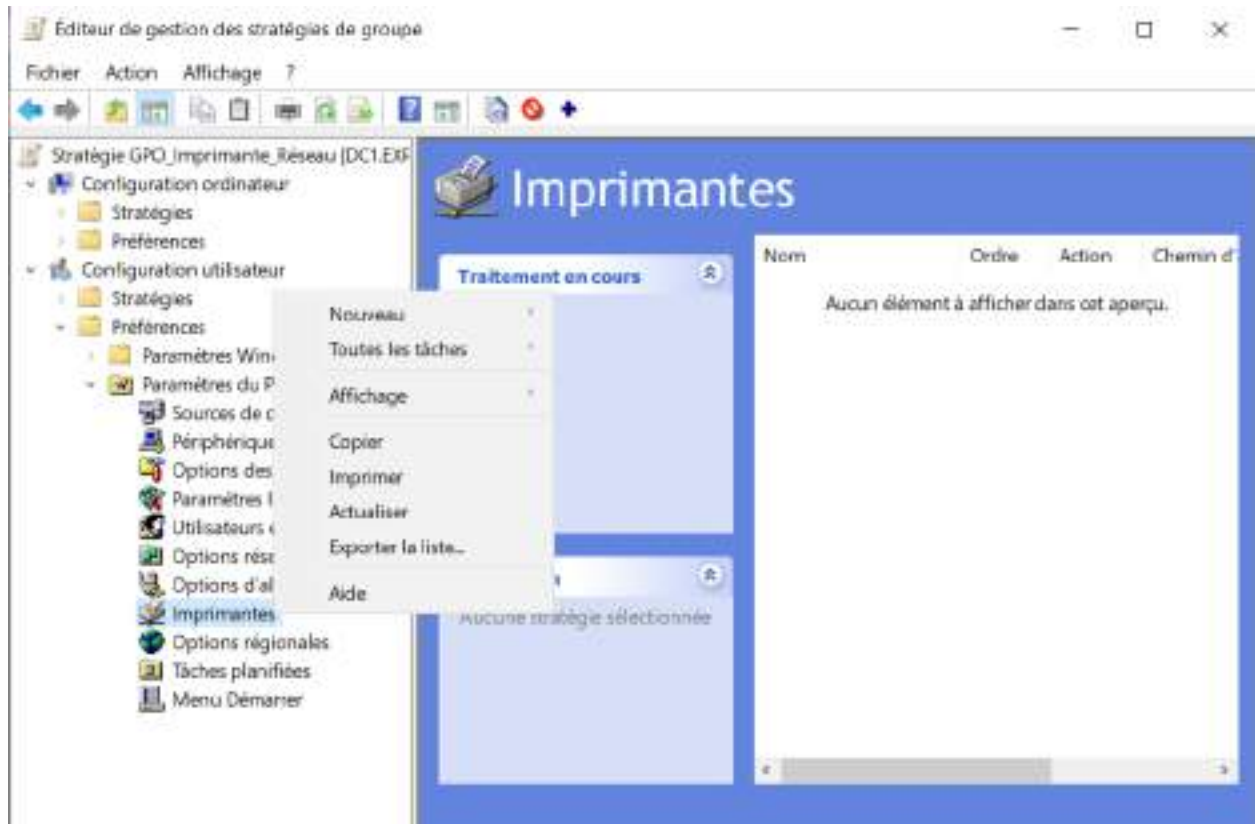 Éditeur de gestion des stratégies de groupe
Fichier Action Affichage ?
Stratégie GPO_Imprimante_Réseau [DC1.EXP
Configuration ordinateur
Stratégies
Préférences
Configuration utilisateur
Stratégies
Préférences
Paramètres Win
Paramètres du P
Sources de
Périphérique
Options des
Paramètres
Utilisateurs
Options rése
Options d'al
Imprimantes
Options régionales
Tâches planifiées
Menu Démarrer
Nouveau
Toutes les tâches
Affichage
Copier
Imprimer
Actualiser
Exporter la liste...
Aide
Imprimantes
Traitement en cours
Aucune stratégie sélectionnée
Nom Ordre Action Chemin d'
Aucun élément à afficher dans cet aperçu.